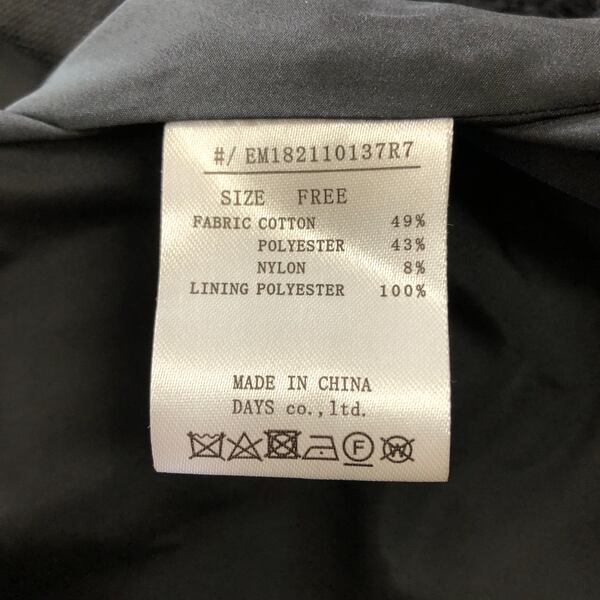 #/ EM182110137R7
SIZE FREE
FABRIC COTTON 49%
POLYESTER 43%
NYLON 8%
LINING POLYESTER 100%
MADE IN CHINA
DAYS co.,ltd.
F W